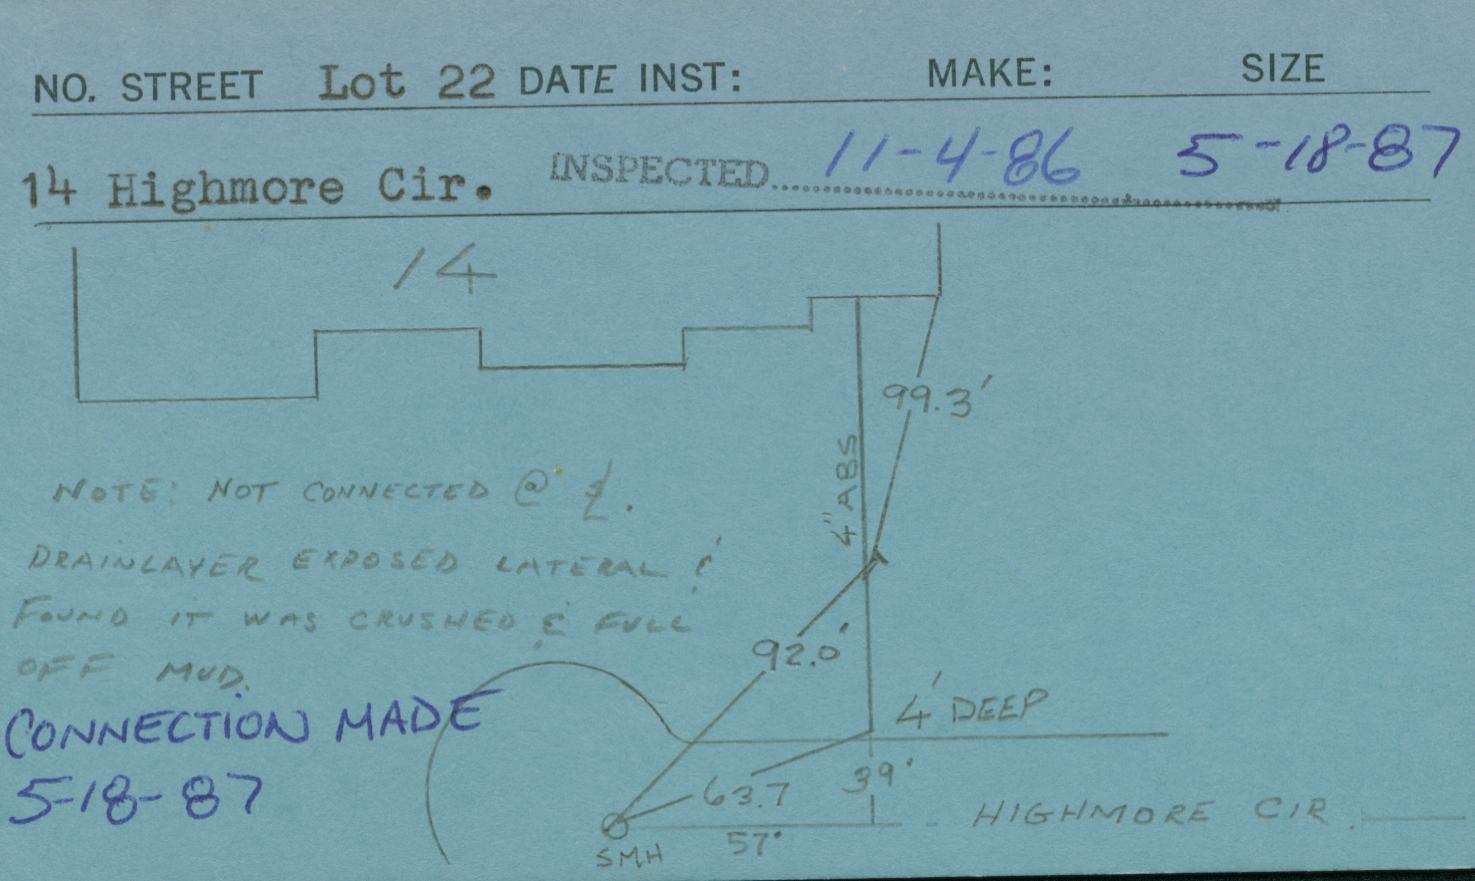 NO. STREET Lot 22 DATE INST: MAKE: SIZE
14 Highmore Cir. INSPECTED 11-4-86 5-18-87
14
99.3'
4" ABS
NOTE: NOT CONNECTED @ ⅊.
DRAINLAYER EXPOSED LATERAL &
FOUND IT WAS CRUSHED & FULL
OFF MUD.
92.0'
CONNECTION MADE
5-18-87
4' DEEP
63.7
39'
57'
SMH
HIGHMORE CIR.